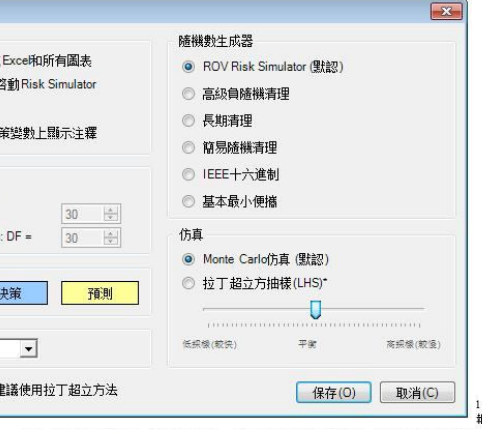 Excel和所有圖表
啓動Risk Simulator
策變數上顯示注釋
30
: DF = 30
決策 預測
建議使用拉丁超立方法
隨機數生成器
ROV Risk Simulator (默認)
高級負隨機清理
長期清理
簡易隨機清理
IEEE十六進制
基本最小便攜
仿真
Monte Carlo仿真 (默認)
拉丁超立方抽樣(LHS)*
低採樣(較快) 平衡 高採樣(較慢)
保存(O) 取消(C)
1